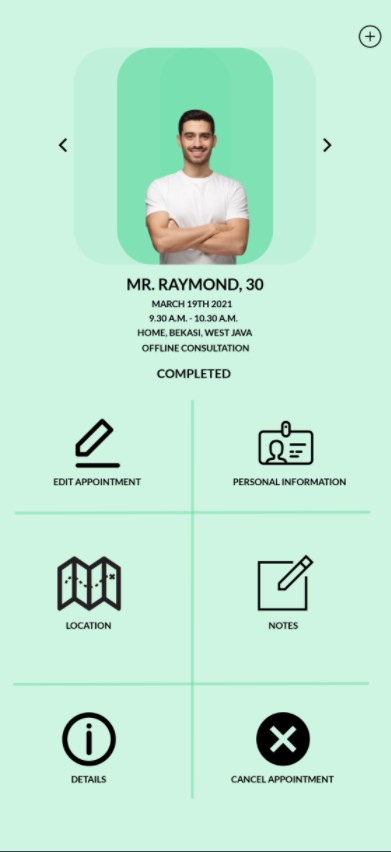 MR. RAYMOND, 30
MARCH 19TH 2021
9.30 A.M. - 10.30 A.M.
HOME, BEKASI, WEST JAVA
OFFLINE CONSULTATION
COMPLETED
EDIT APPOINTMENT
PERSONAL INFORMATION
LOCATION
NOTES
DETAILS
CANCEL APPOINTMENT